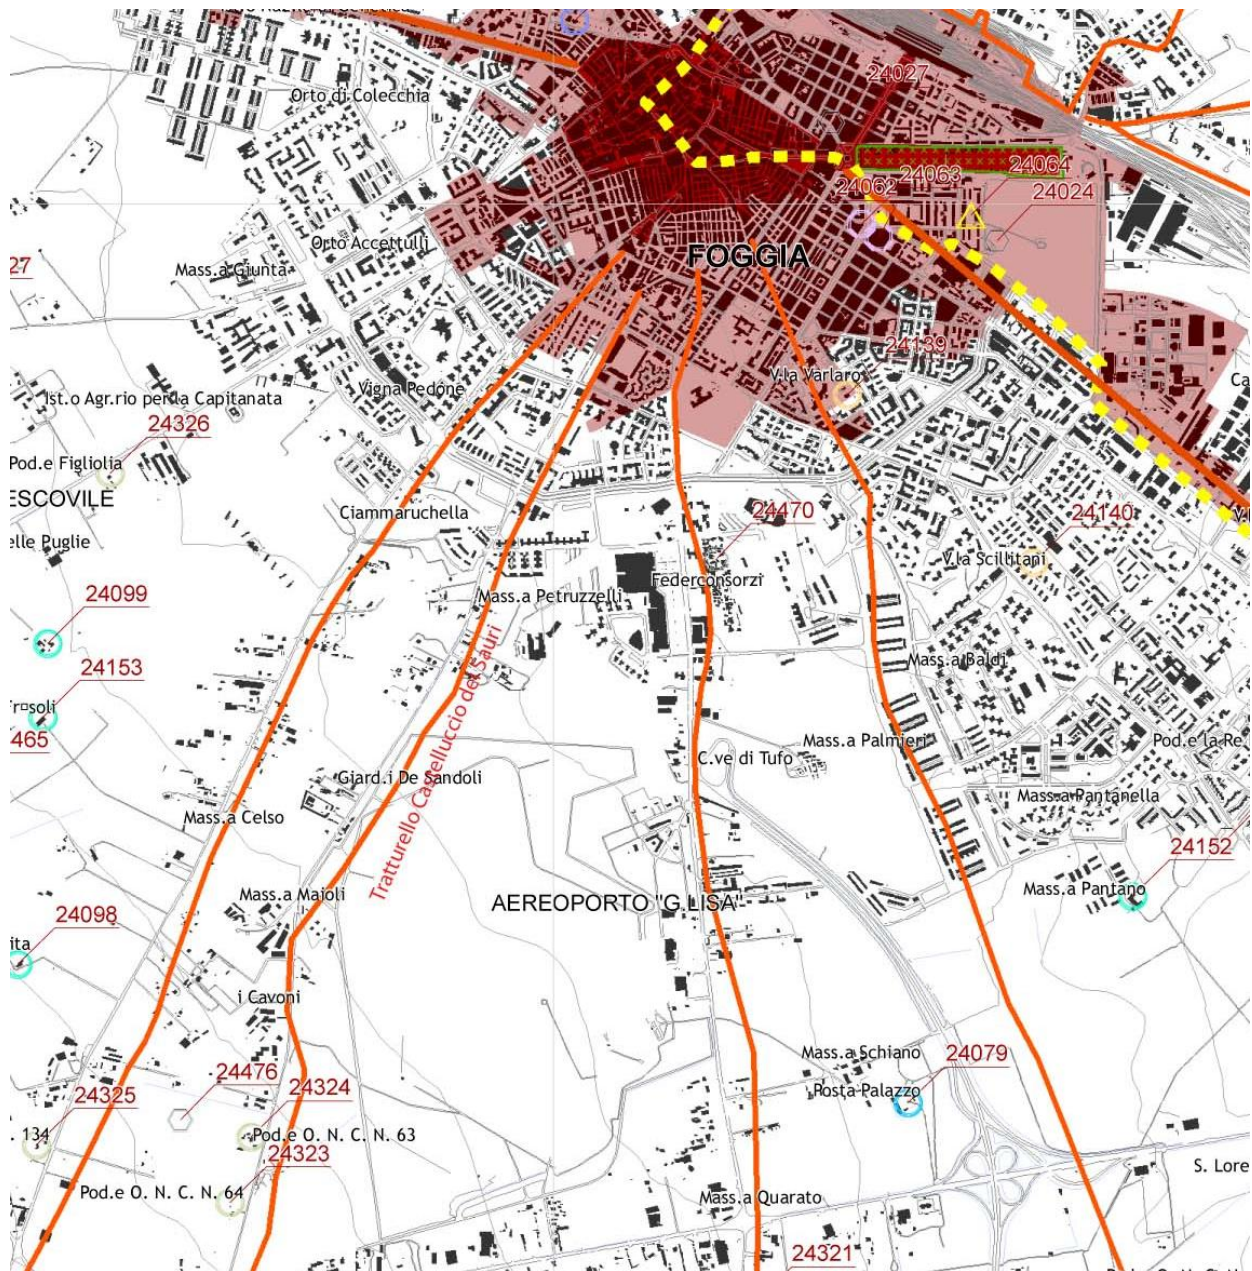 Orto di Colecchia
24027
24064
24063
24062
24024
Orto Accettulli
FOGGIA
Mass.a Giunta
27
24139
V.la Varlaro
Vigna Pedone
Ist.o Agr.rio per la Capitanata
24326
Pod.e Figliolia
ESCOVILE
Ciammaruchella
24470
24140
elle Puglie
V.la Scillitani
Federconsorzi
Mass.a Petruzzelli
24099
Tratturello Castelluccio dei Sauri
Mass.a Baldi
24153
465
Mass.a Palmieri
Pod.e la Re
C.ve di Tufo
Giard.i De Sandoli
Mass.a Pantanella
Mass.a Celso
24152
Mass.a Maioli
Mass.a Pantano
AEREOPORTO "G.LISA"
24098
ita
i Cavoni
Mass.a Schiano
24079
24476
24324
Posta Palazzo
24325
. 134
Pod.e O. N. C. N. 63
24323
S. Lore
Pod.e O. N. C. N. 64
Mass.a Quarato
24321